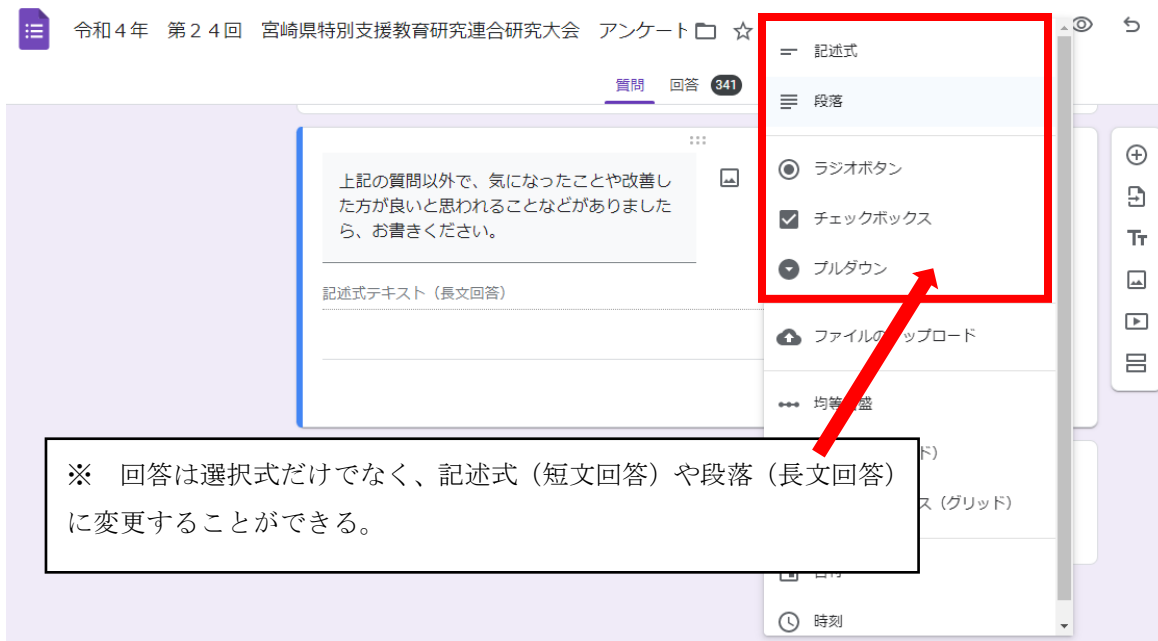 令和４年　第２４回　宮崎県特別支援教育研究連合研究大会　アンケート
質問 回答 341
上記の質問以外で、気になったことや改善し
た方が良いと思われることなどがありました
ら、お書きください。
記述式テキスト（長文回答）
記述式
段落
ラジオボタン
チェックボックス
プルダウン
ファイルの ップロード
均等 盛
ド）
ス（グリッド）
時刻
Tт
※　回答は選択式だけでなく、記述式（短文回答）や段落（長文回答）
に変更することができる。